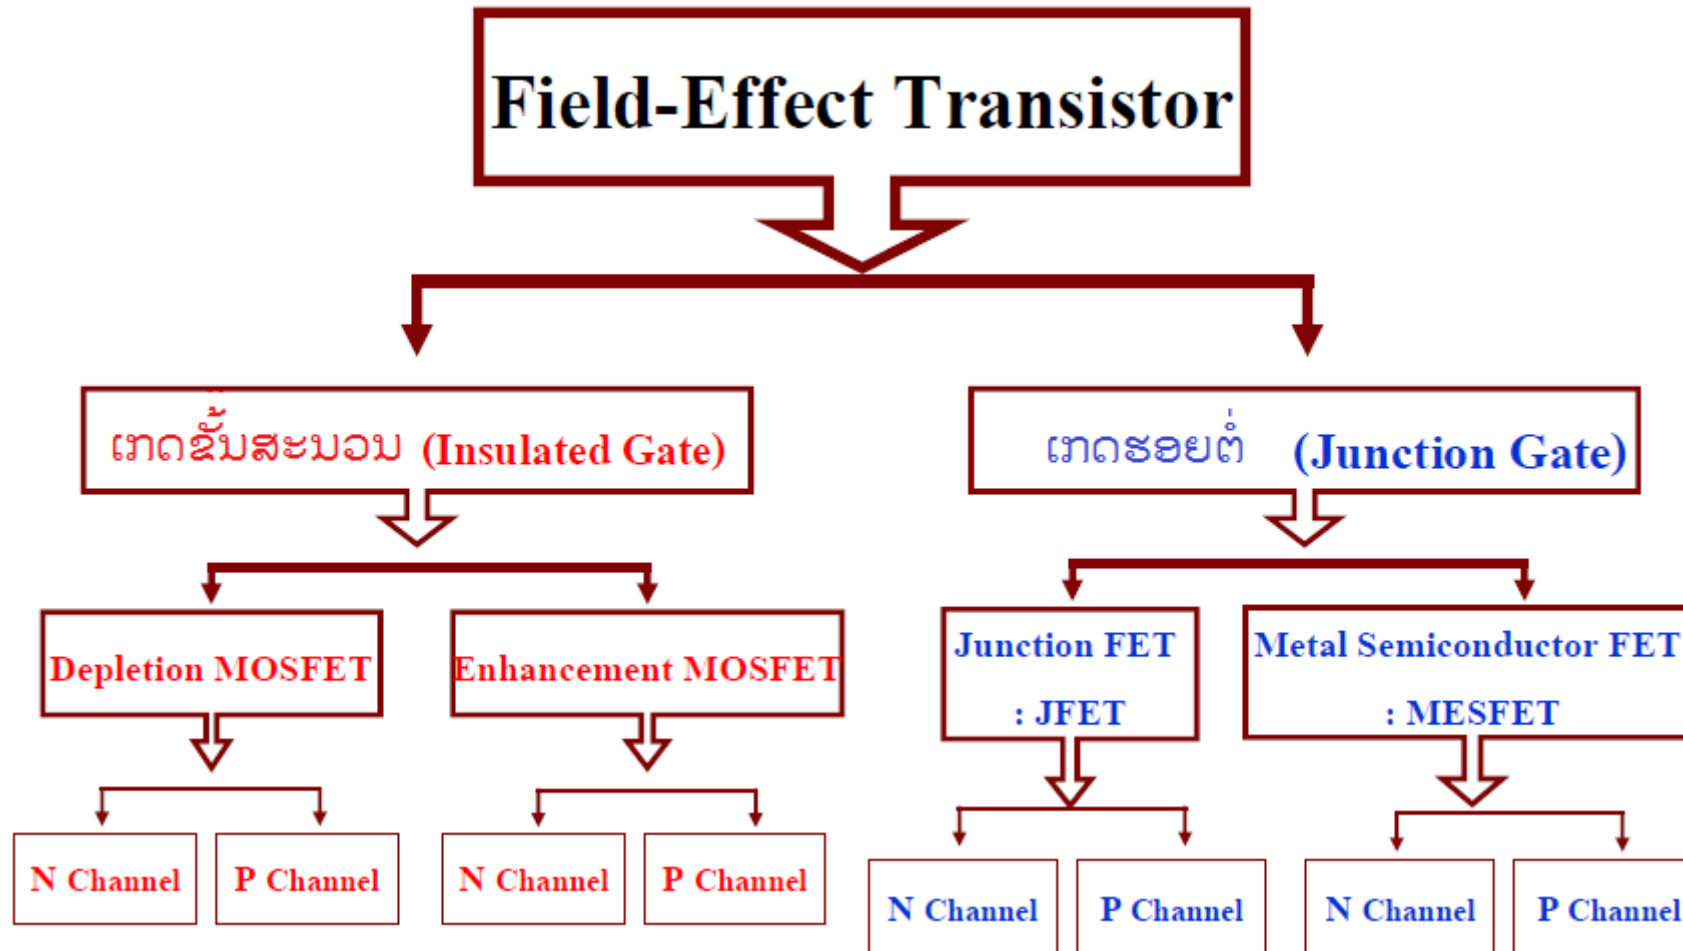 Field-Effect Transistor
ເກດຂັ້ນສະນວນ (Insulated Gate)
ເກດຮອຍຕໍ່ (Junction Gate)
Depletion MOSFET
Enhancement MOSFET
Junction FET
: JFET
Metal Semiconductor FET
: MESFET
N Channel
P Channel
N Channel
P Channel
N Channel
P Channel
N Channel
P Channel